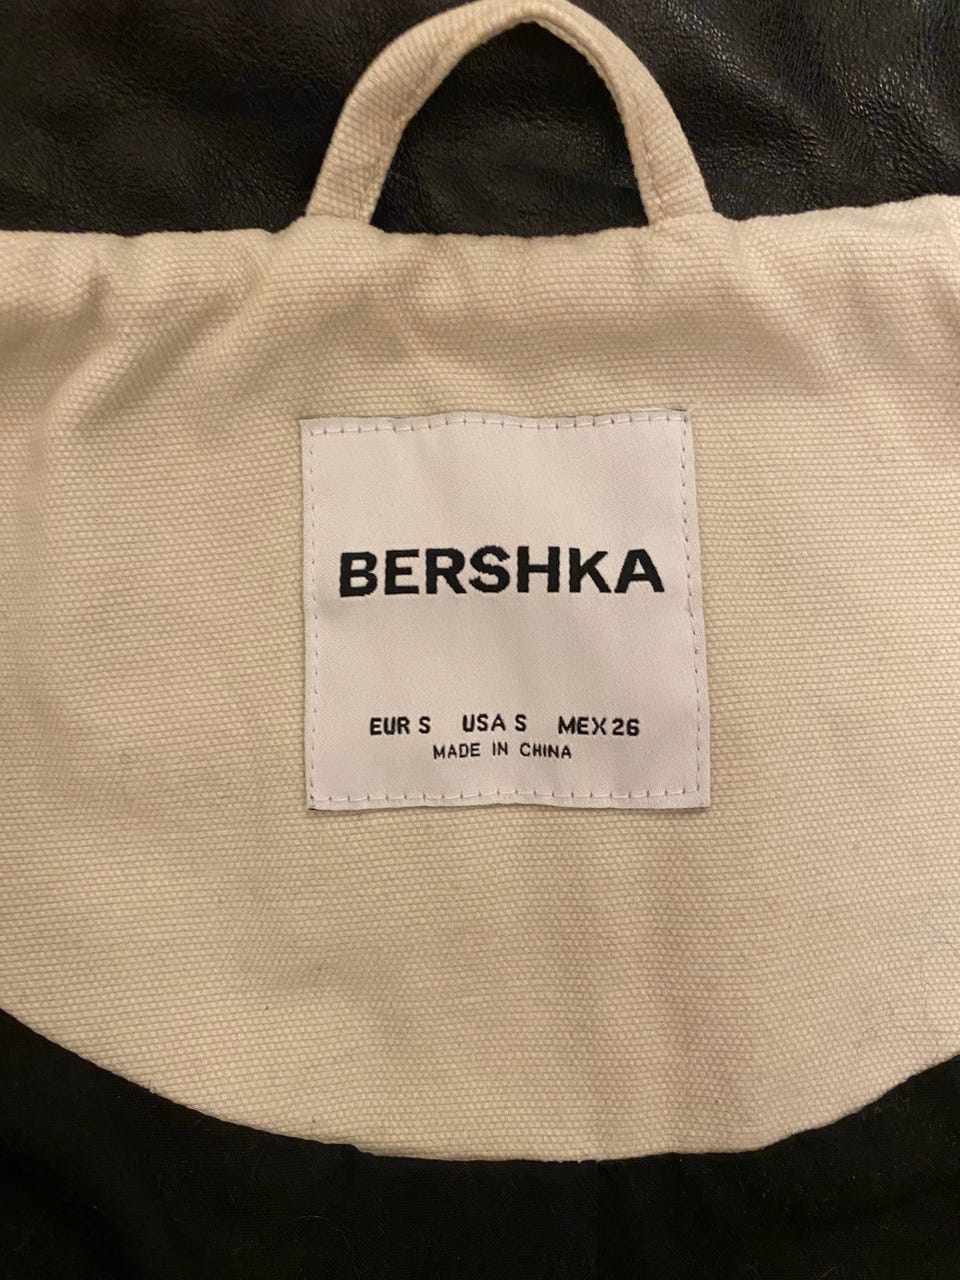 BERSHKA
EUR S USA S MEX 26
MADE IN CHINA